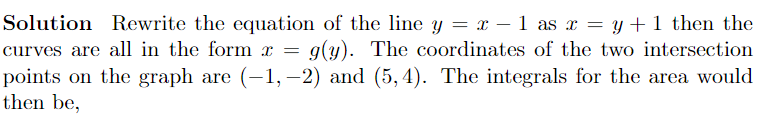 Solution Rewrite the equation of the line y = x − 1 as x = y + 1 then the
curves are all in the form x = g(y). The coordinates of the two intersection
points on the graph are (−1, −2) and (5, 4). The integrals for the area would
then be,